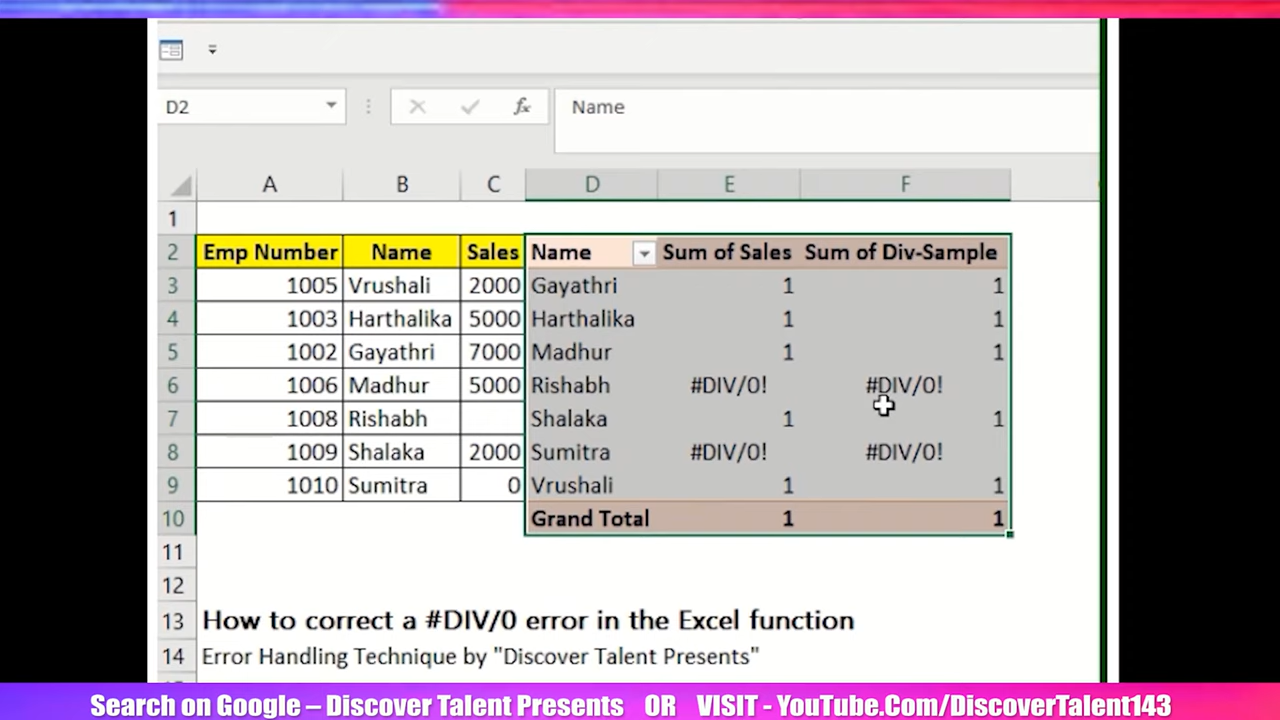 D2 fx Name
A B C D E F
1
2 Emp Number Name Sales Name Sum of Sales Sum of Div-Sample
3 1005 Vrushali 2000 Gayathri 1 1
4 1003 Harthalika 5000 Harthalika 1 1
5 1002 Gayathri 7000 Madhur 1 1
6 1006 Madhur 5000 Rishabh #DIV/0! #DIV/0!
7 1008 Rishabh Shalaka 1 1
8 1009 Shalaka 2000 Sumitra #DIV/0! #DIV/0!
9 1010 Sumitra 0 Vrushali 1 1
10 Grand Total 1 1
11
12
13 How to correct a #DIV/0 error in the Excel function
14 Error Handling Technique by "Discover Talent Presents"
Search on Google – Discover Talent Presents OR VISIT - YouTube.Com/DiscoverTalent143